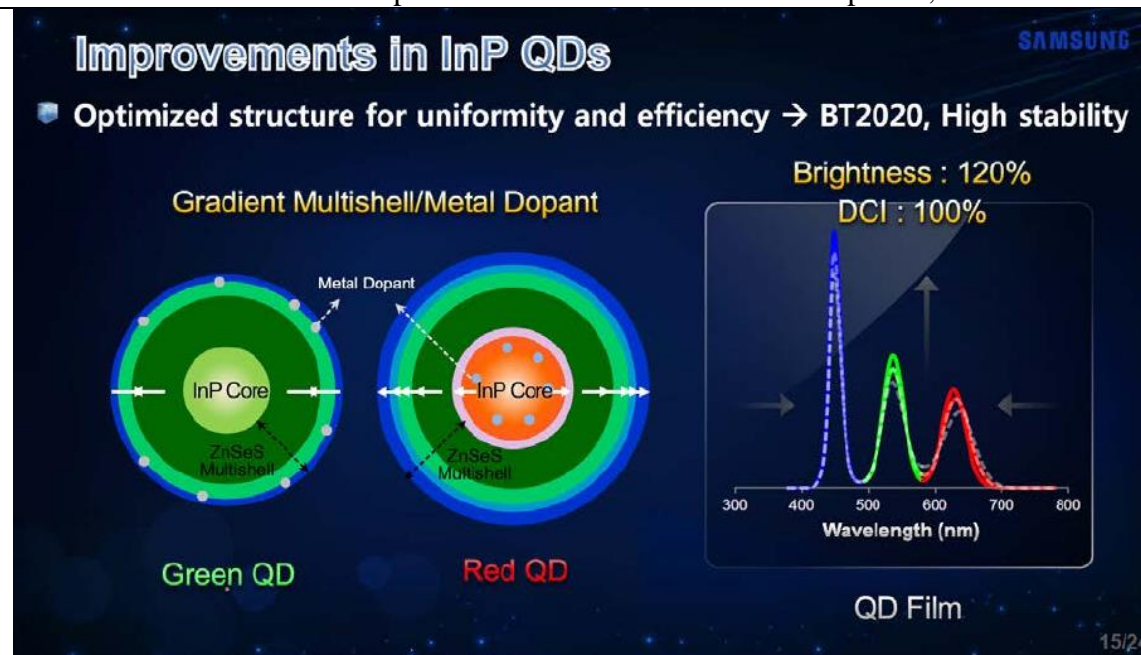 Improvements in InP QDs
SAMSUNG
Optimized structure for uniformity and efficiency → BT2020, High stability
Gradient Multishell/Metal Dopant
Brightness : 120%
DCI : 100%
Metal Dopant
InP Core
InP Core
ZnSeS
Multishell
ZnSeS
Multishell
300 400 500 600 700 800
Wavelength (nm)
Green QD
Red QD
QD Film